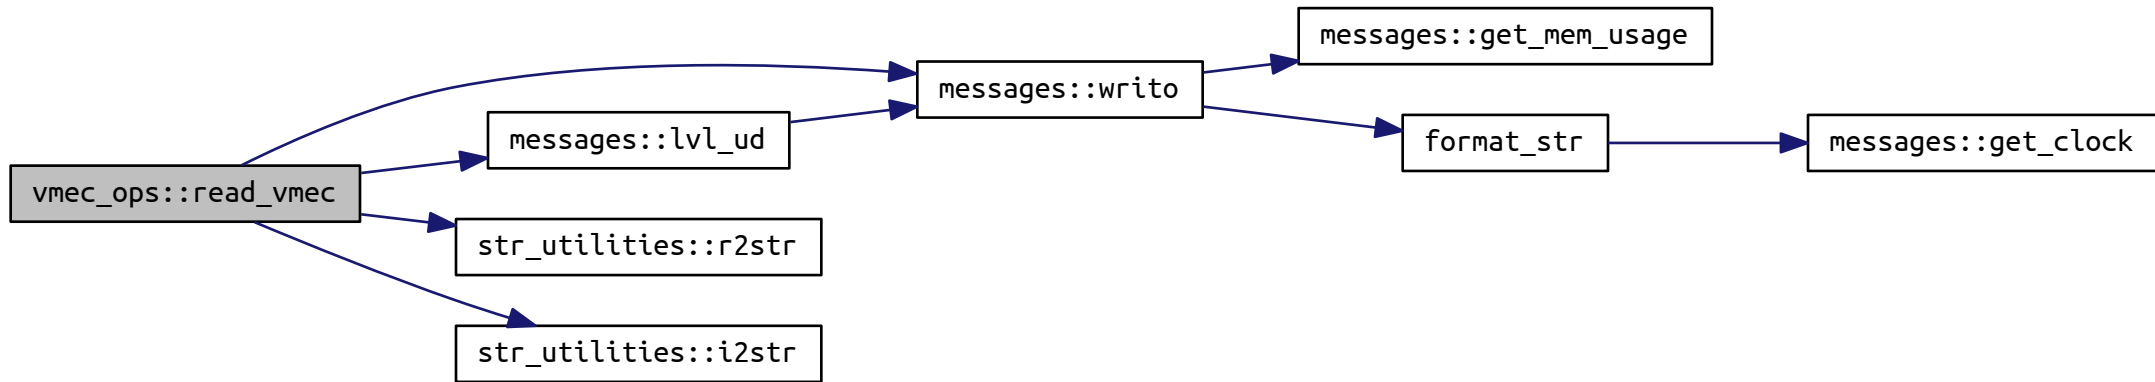 messages::get_mem_usage
messages::writo
messages::lvl_ud
format_str
messages::get_clock
vmec_ops::read_vmec
str_utilities::r2str
str_utilities::i2str